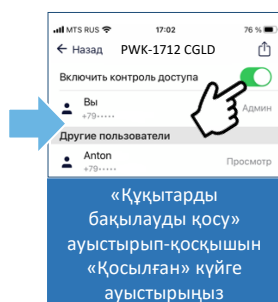 MTS RUS 17:02 76 %
Назад PWK-1712 CGLD
Включить контроль доступа
Вы
+79····· Админ
Другие пользователи
Anton
+79····· Просмотр
«Құқытарды
бақылауды қосу»
ауыстырып-қосқышын
«Қосылған» күйге
ауыстырыңыз